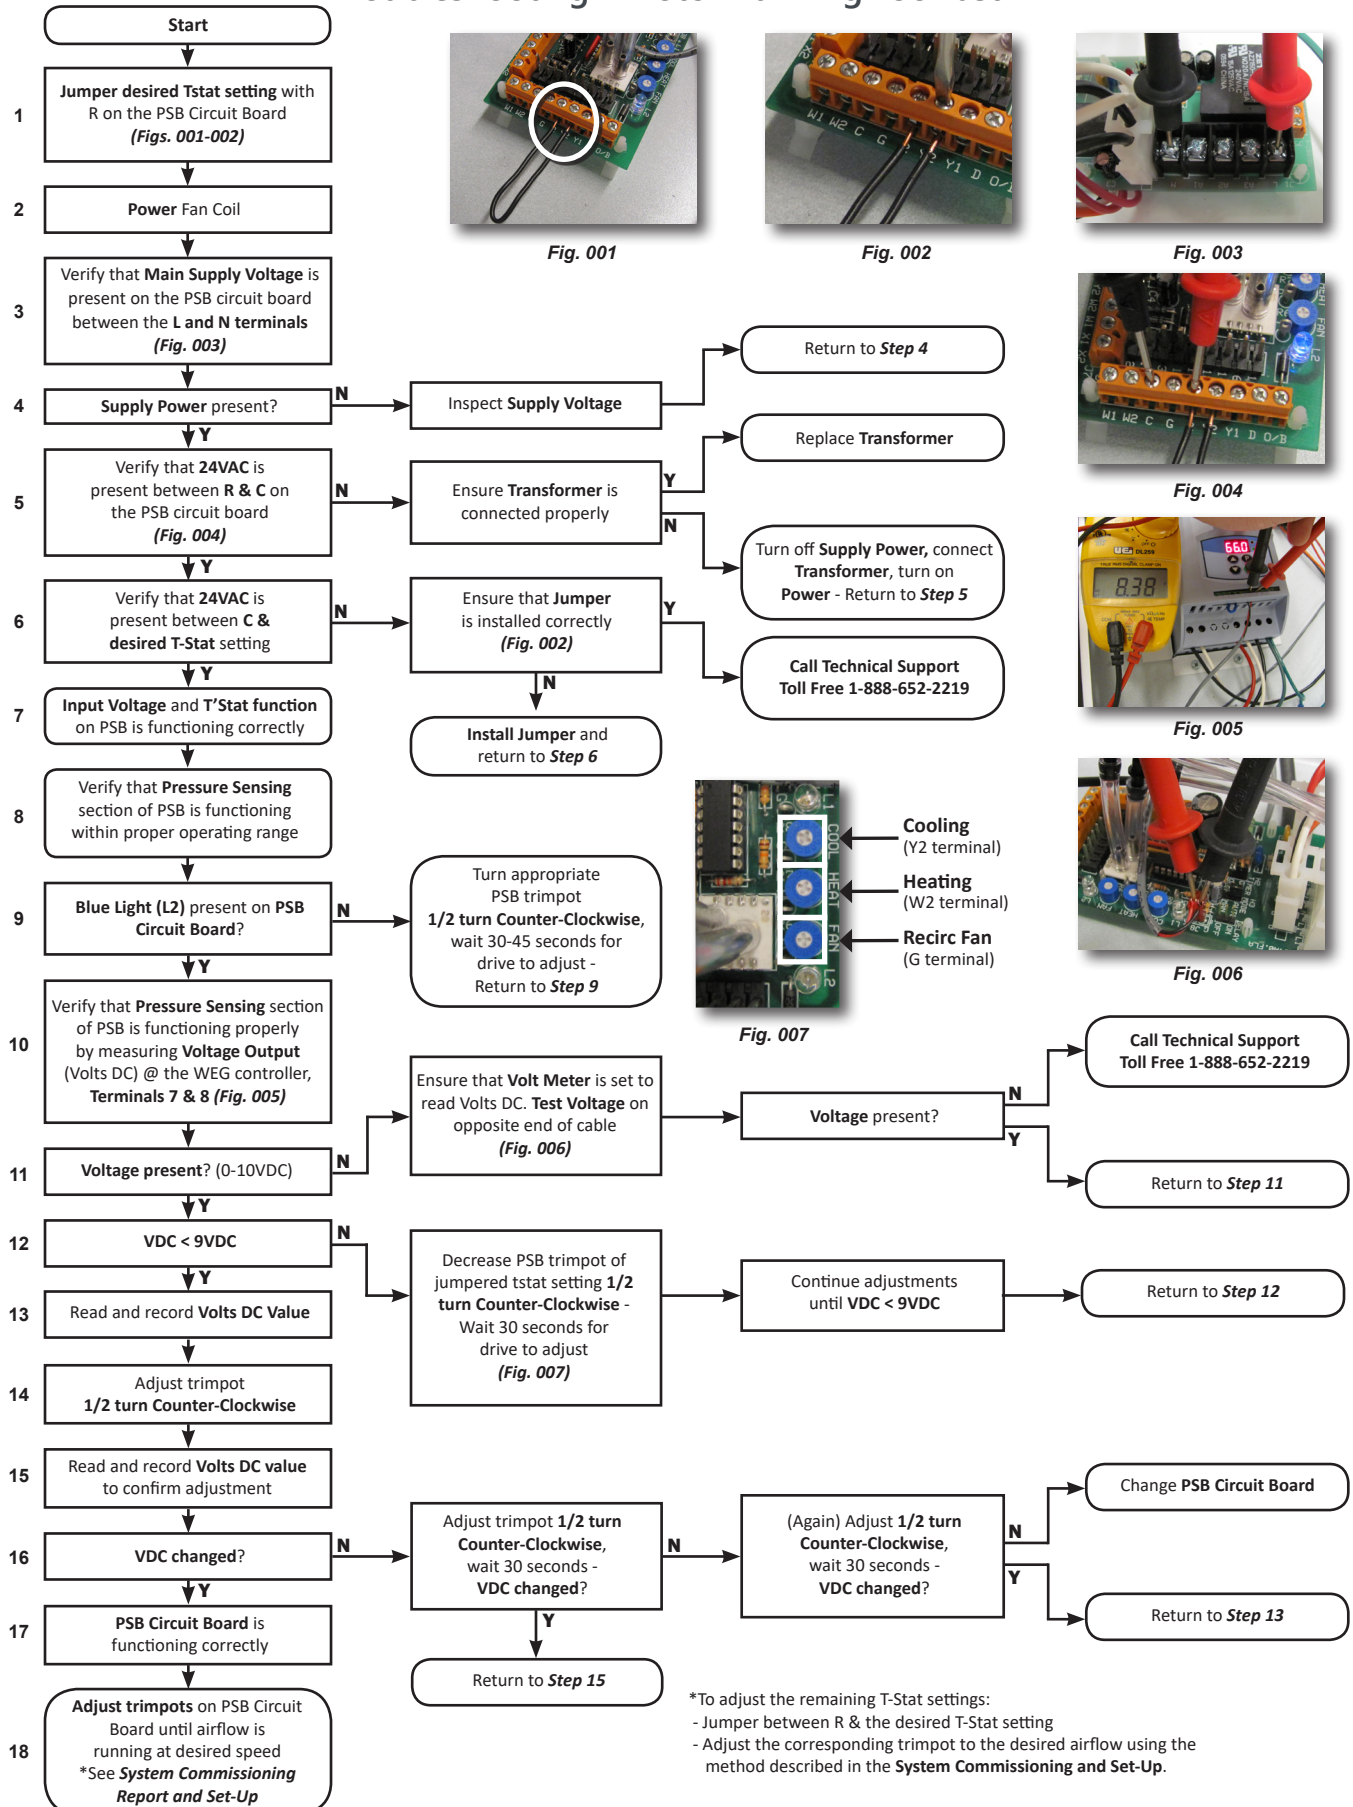 Start
1
Jumper desired Tstat setting with
R on the PSB Circuit Board
(Figs. 001-002)
2
Power Fan Coil
3
Verify that Main Supply Voltage is
present on the PSB circuit board
between the L and N terminals
(Fig. 003)
4
Supply Power present?
N
Inspect Supply Voltage
Return to Step 4
Y
5
Verify that 24VAC is
present between R & C on
the PSB circuit board
(Fig. 004)
N
Ensure Transformer is
connected properly
Y
Replace Transformer
N
Turn off Supply Power, connect
Transformer, turn on
Power - Return to Step 5
Y
6
Verify that 24VAC is
present between C &
desired T-Stat setting
N
Ensure that Jumper
is installed correctly
(Fig. 002)
Y
Call Technical Support
Toll Free 1-888-652-2219
N
Install Jumper and
return to Step 6
Y
7
Input Voltage and T'Stat function
on PSB is functioning correctly
8
Verify that Pressure Sensing
section of PSB is functioning
within proper operating range
9
Blue Light (L2) present on PSB
Circuit Board?
N
Turn appropriate
PSB trimpot
1/2 turn Counter-Clockwise,
wait 30-45 seconds for
drive to adjust -
Return to Step 9
Y
10
Verify that Pressure Sensing section
of PSB is functioning properly
by measuring Voltage Output
(Volts DC) @ the WEG controller,
Terminals 7 & 8 (Fig. 005)
11
Voltage present? (0-10VDC)
N
Ensure that Volt Meter is set to
read Volts DC. Test Voltage on
opposite end of cable
(Fig. 006)
Voltage present?
N
Call Technical Support
Toll Free 1-888-652-2219
Y
Return to Step 11
Y
12
VDC < 9VDC
N
Decrease PSB trimpot of
jumpered tstat setting 1/2
turn Counter-Clockwise -
Wait 30 seconds for
drive to adjust
(Fig. 007)
Continue adjustments
until VDC < 9VDC
Return to Step 12
Y
13
Read and record Volts DC Value
14
Adjust trimpot
1/2 turn Counter-Clockwise
15
Read and record Volts DC value
to confirm adjustment
16
VDC changed?
N
Adjust trimpot 1/2 turn
Counter-Clockwise,
wait 30 seconds -
VDC changed?
N
(Again) Adjust 1/2 turn
Counter-Clockwise,
wait 30 seconds -
VDC changed?
N
Change PSB Circuit Board
Y
Return to Step 13
Y
Return to Step 15
Y
17
PSB Circuit Board is
functioning correctly
18
Adjust trimpots on PSB Circuit
Board until airflow is
running at desired speed
*See System Commissioning
Report and Set-Up
*To adjust the remaining T-Stat settings:
- Jumper between R & the desired T-Stat setting
- Adjust the corresponding trimpot to the desired airflow using the
method described in the System Commissioning and Set-Up.
Fig. 001
W1 W2 C G Y2 Y1 D O/B
Fig. 002
Fig. 003
W1 W2 C G Y1 D O/B
Fig. 004
UEi DL259
8.38
66.0
Fig. 005
Fig. 006
L1
COOL
HEAT
FAN
L2
Cooling
(Y2 terminal)
Heating
(W2 terminal)
Recirc Fan
(G terminal)
Fig. 007